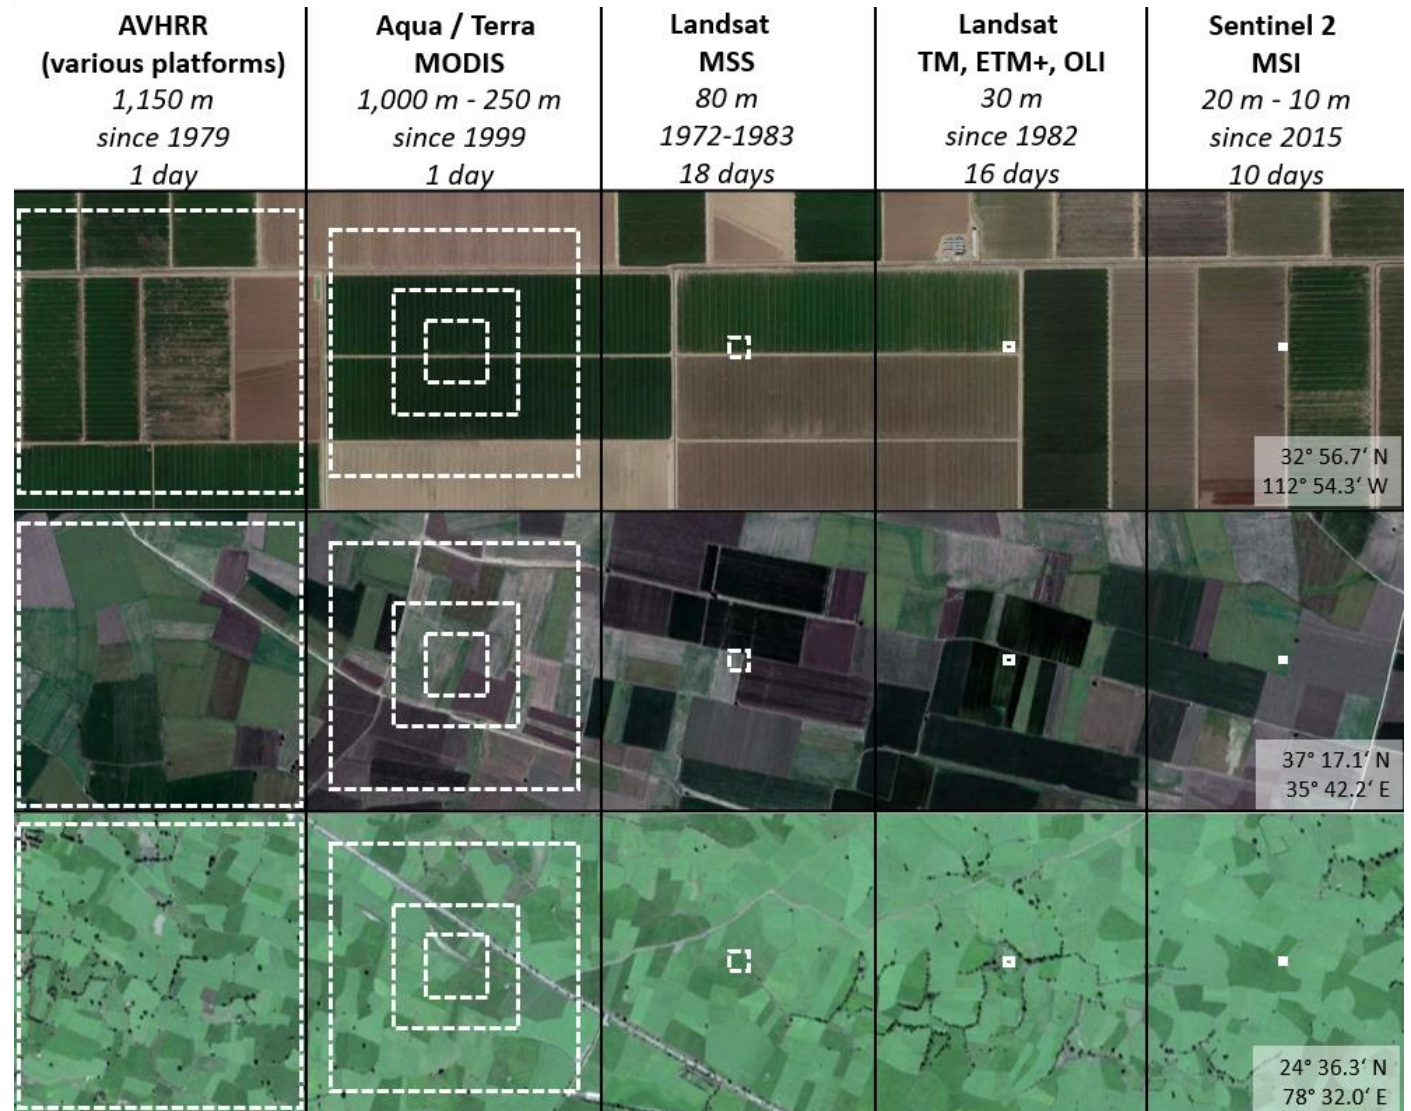 AVHRR
(various platforms)
1,150 m
since 1979
1 day
Aqua / Terra
MODIS
1,000 m - 250 m
since 1999
1 day
Landsat
MSS
80 m
1972-1983
18 days
Landsat
TM, ETM+, OLI
30 m
since 1982
16 days
Sentinel 2
MSI
20 m - 10 m
since 2015
10 days
32° 56.7‘ N
112° 54.3‘ W
37° 17.1‘ N
35° 42.2‘ E
24° 36.3‘ N
78° 32.0‘ E